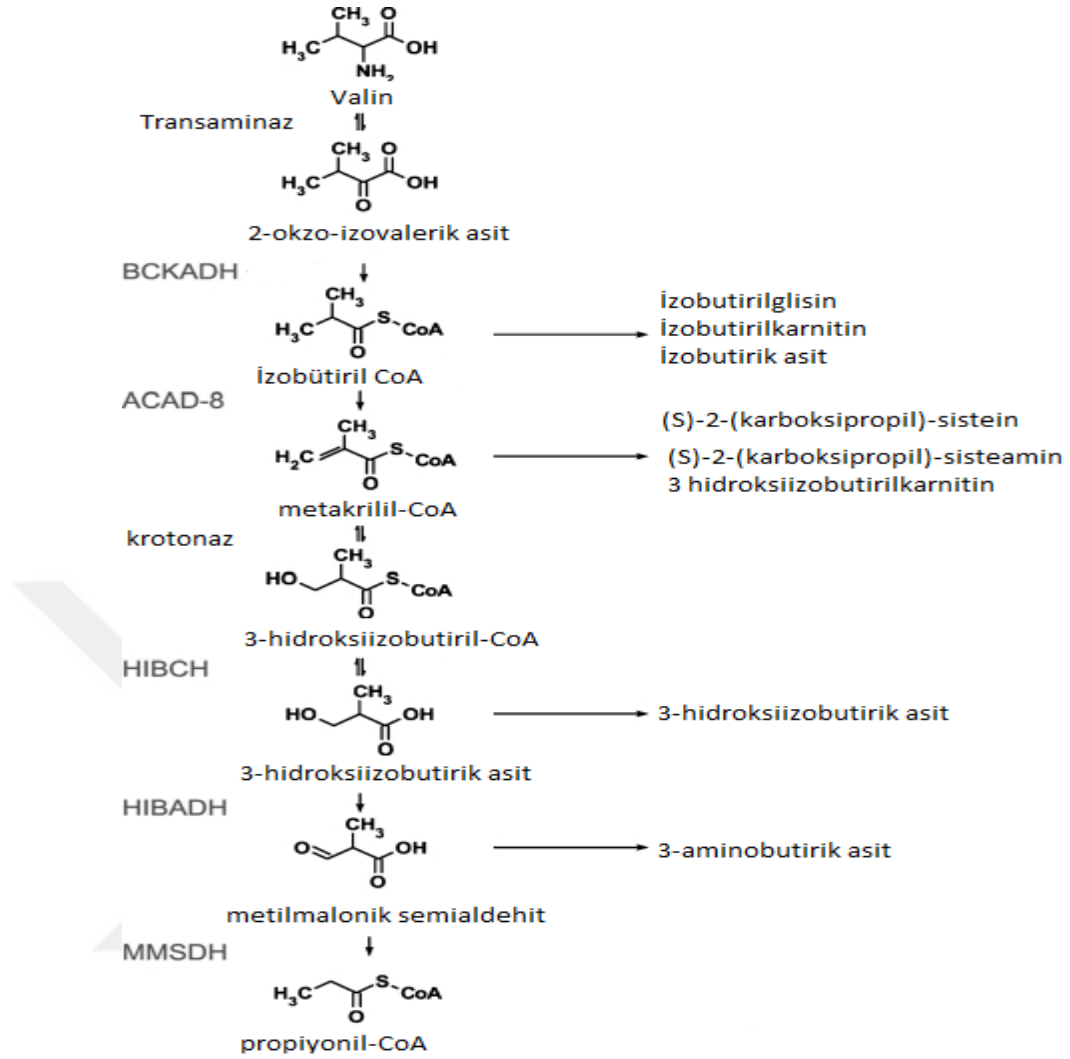 CH3 O
H3C OH
NH2
Valin
Transaminaz ⥮
CH3 O
H3C OH
O
2-okzo-izovalerik asit
BCKADH
CH3
H3C S-CoA
O
İzobutirilglisin
İzobutirilkarnitin
İzobutirik asit
İzobütiril CoA
ACAD-8
CH3
H2C S-CoA
O
(S)-2-(karboksipropil)-sistein
(S)-2-(karboksipropil)-sisteamin
3 hidroksiizobutirilkarnitin
metakrilil-CoA
krotonaz
CH3
HO S-CoA
O
3-hidroksiizobutiril-CoA
HIBCH
CH3
HO OH
O
3-hidroksiizobutirik asit
3-hidroksiizobutirik asit
HIBADH
CH3
O OH
O
3-aminobutirik asit
metilmalonik semialdehit
MMSDH
H3C S-CoA
O
propiyonil-CoA